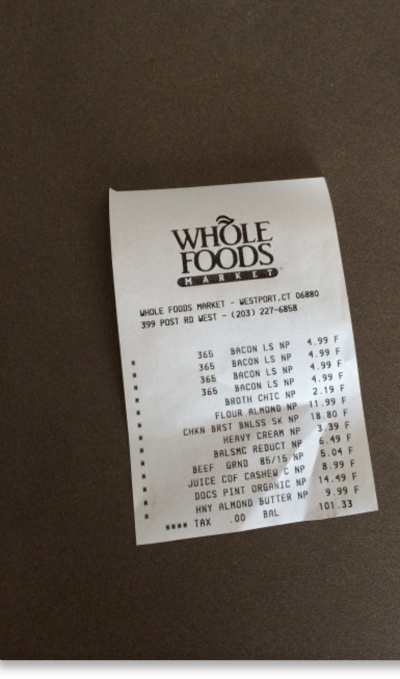 WHOLE
FOODS
MARKET
WHOLE FOODS MARKET - WESTPORT,CT 06880
399 POST RD WEST - (203) 227-6858
365 BACON LS NP 4.99 F
365 BACON LS NP 4.99 F
365 BACON LS NP 4.99 F
365 BACON LS NP 4.99 F
BROTH CHIC NP 2.19 F
FLOUR ALMOND NP 11.99 F
CHKN BRST BNLSS SK NP 18.80 F
HEAVY CREAM NP 3.39 F
BALSMC REDUCT NP 6.49 F
BEEF GRND 85/15 NP 5.04 F
JUICE COF CASHEW C NP 8.99 F
DOCS PINT ORGANIC NP 14.49 F
HNY ALMOND BUTTER NP 9.99 F
**** TAX .00 BAL 101.33